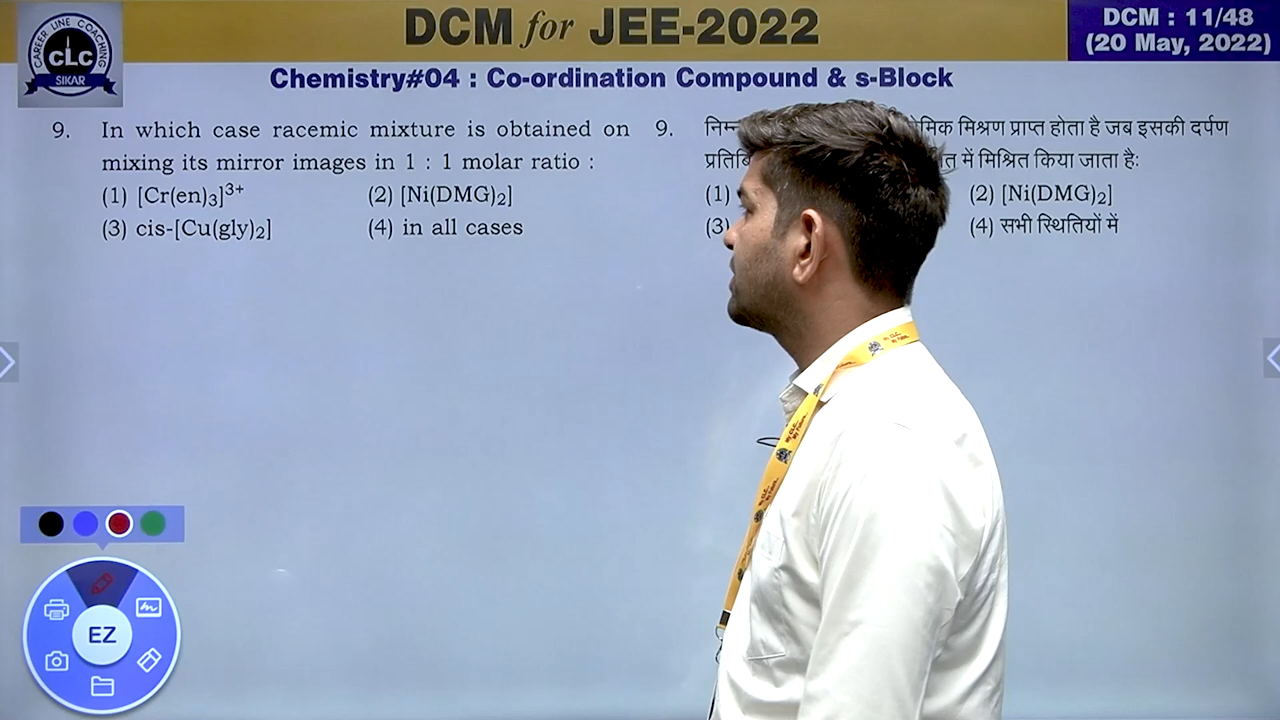 DCM for JEE-2022
DCM : 11/48
(20 May, 2022)
CAREER LINE COACHING
CLC
SIKAR
Chemistry#04 : Co-ordination Compound & s-Block
9. In which case racemic mixture is obtained on
mixing its mirror images in 1 : 1 molar ratio :
(1) [Cr(en)₃]³⁺ (2) [Ni(DMG)₂]
(3) cis-[Cu(gly)₂] (4) in all cases
9. मिश्रण प्राप्त होता है जब इसकी दर्पण
में मिश्रित किया जाता है:
(1) (2) [Ni(DMG)₂]
(3) (4) सभी स्थितियों में
EZ